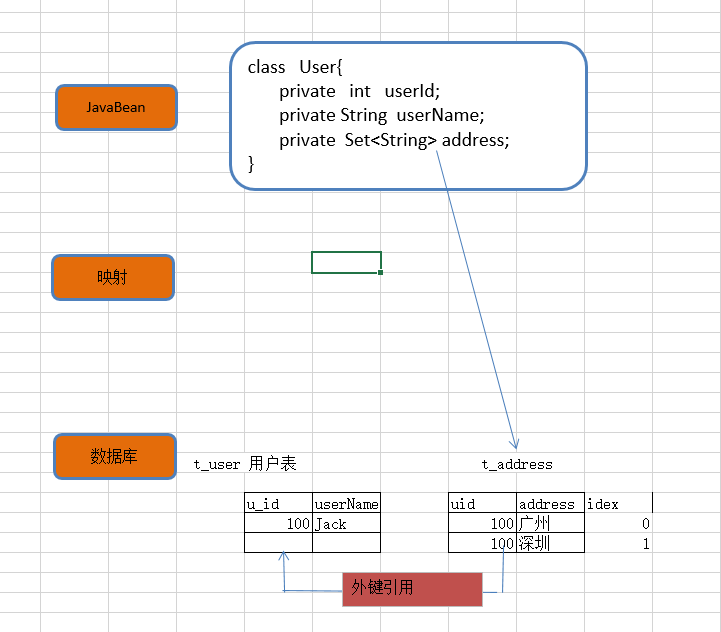 class User{
JavaBean
private int userId;
private String userName;
private Set<String> address;
}
映射
数据库
t_user 用户表
t_address
u_id userName
uid address idex
100 Jack
100 广州 0
100 深圳 1
外键引用